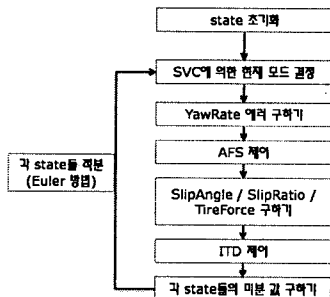 state 초기화
SVC에 의한 현재 모드 결정
YawRate 에러 구하기
AFS 제어
SlipAngle / SlipRatio /
TireForce 구하기
ITD 제어
각 state들의 미분 값 구하기
각 state들 적분
(Euler 방법)